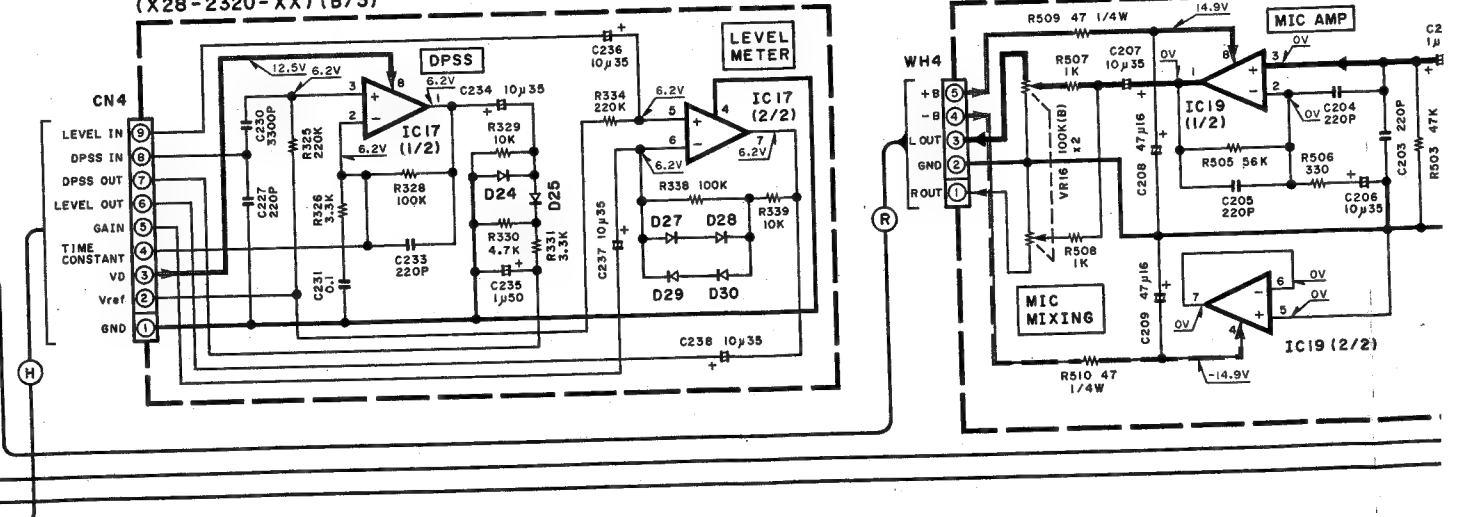 (X28-2320-XX)(B/5)
DPSS
LEVEL
METER
CN4
12.5V
6.2V
8
6.2V
3
+
2
−
1
IC17
(1/2)
6.2V
C230
3300P
R325
220K
C227
220P
R326
3.3K
C231
0.1
R328
100K
C233
220P
C234 10µ35
+
R329
10K
D24
D25
R330
4.7K
R331
3.3K
+
C235
1µ50
C236
10µ35
+
R334
220K
6.2V
5
+
6
−
4
IC17
(2/2)
7
6.2V
6.2V
R338 100K
R339
10K
D27
D28
D29
D30
C237 10µ35
+
C238 10µ35
+
LEVEL IN 9
DPSS IN 8
DPSS OUT 7
LEVEL OUT 6
GAIN 5
TIME
CONSTANT 4
VD 3
Vref 2
GND 1
H
R
WH4
+B 5
−B 4
LOUT 3
GND 2
ROUT 1
R509 47 1/4W
14.9V
MIC AMP
R507
1K
C207
10µ35
+
0V
1
8
3
+
0V
2
−
0V
IC19
(1/2)
C204
220P
R505 56K
R506
330
C205
220P
C206
10µ35
+
C203 220P
R503 47K
1µ
+
100K(B)
x2
VR16
C208 47µ16
+
R508
1K
MIC
MIXING
C209 47µ16
+
7
0V
−
6
0V
+
5
0V
4
IC19 (2/2)
R510 47
1/4W
-14.9V